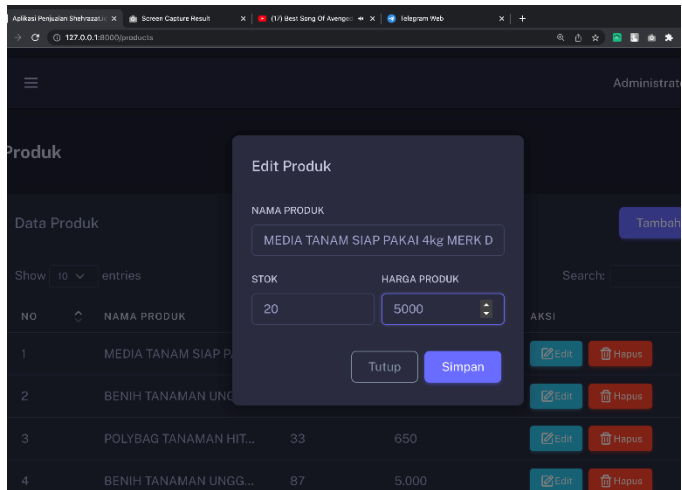 Aplikasi Penjualan Shehrazat.i
Screen Capture Result
(17) Best Song Of Avenged
Telegram Web
127.0.0.1:8000/products
Administrat
Produk
Data Produk
Tambah
Show 10 entries
Search:
NO NAMA PRODUK AKSI
1 MEDIA TANAM SIAP P Edit Hapus
2 BENIH TANAMAN UNG Edit Hapus
3 POLYBAG TANAMAN HIT... 33 650 Edit Hapus
4 BENIH TANAMAN UNGG... 87 5.000 Edit Hapus
Edit Produk
NAMA PRODUK
MEDIA TANAM SIAP PAKAI 4kg MERK D
STOK HARGA PRODUK
20 5000
Tutup Simpan